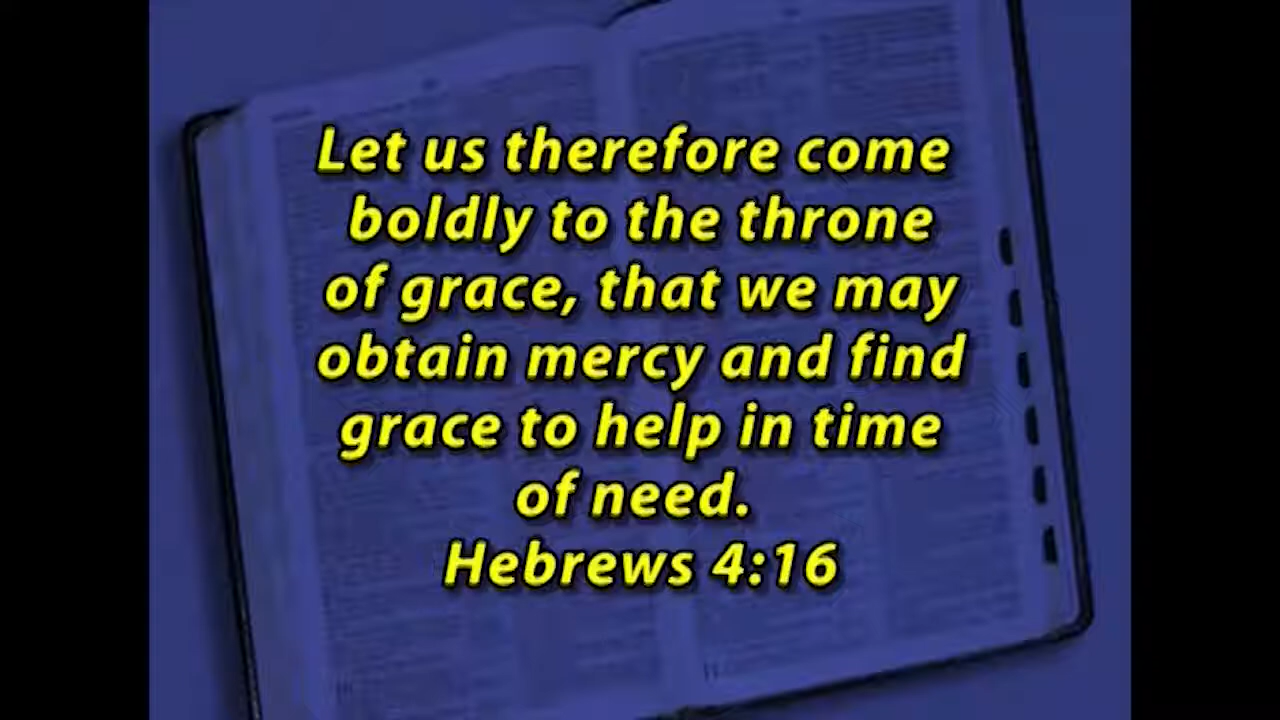 Let us therefore come
boldly to the throne
of grace, that we may
obtain mercy and find
grace to help in time
of need.
Hebrews 4:16